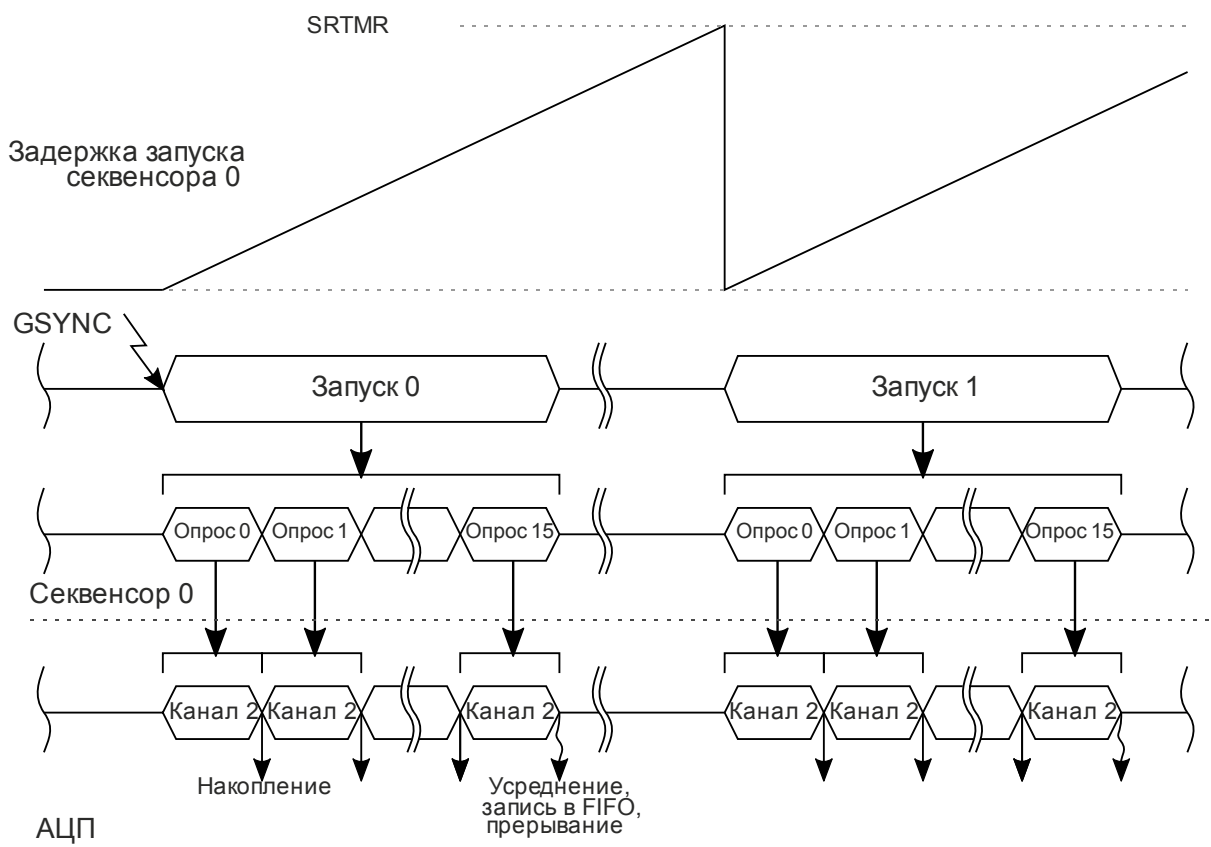 SRTMR
Задержка запуска
секвенсора 0
GSYNC
Запуск 0
Запуск 1
Опрос 0
Опрос 1
Опрос 15
Опрос 0
Опрос 1
Опрос 15
Секвенсор 0
Канал 2
Канал 2
Канал 2
Канал 2
Канал 2
Канал 2
Накопление
Усреднение,
запись в FIFO,
прерывание
АЦП